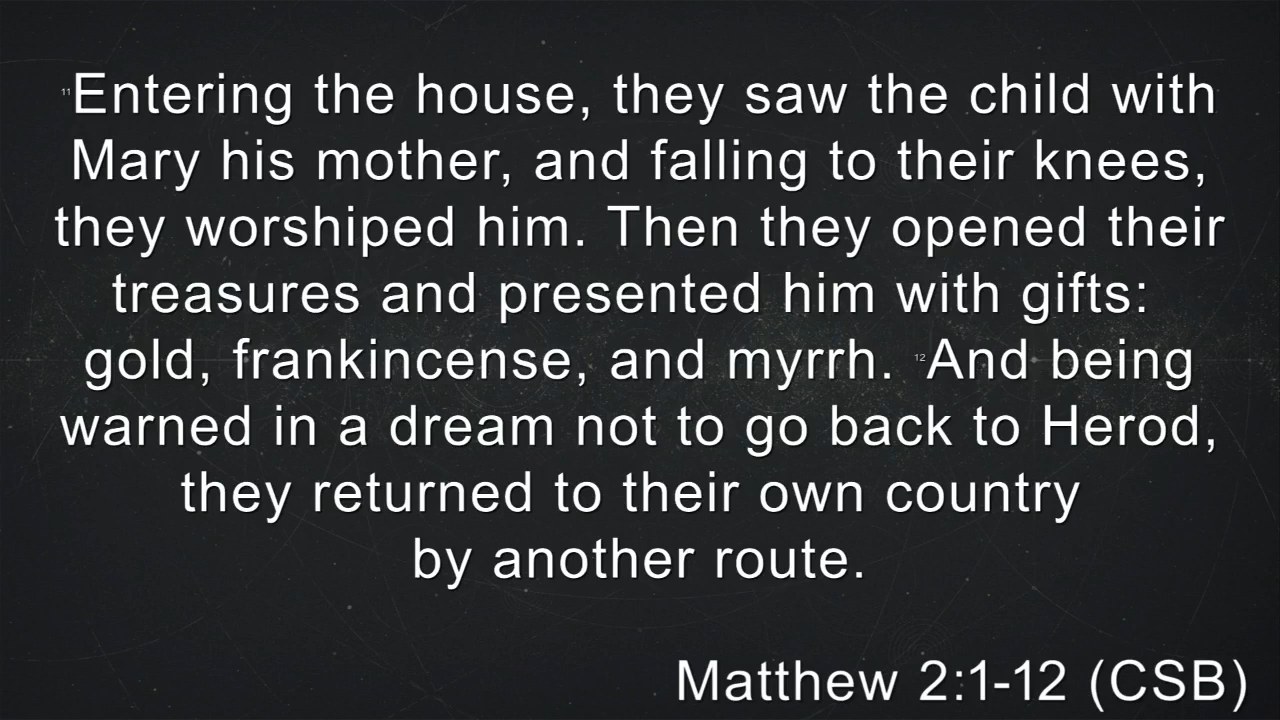 11Entering the house, they saw the child with
Mary his mother, and falling to their knees,
they worshiped him. Then they opened their
treasures and presented him with gifts:
gold, frankincense, and myrrh. 12And being
warned in a dream not to go back to Herod,
they returned to their own country
by another route.
Matthew 2:1-12 (CSB)